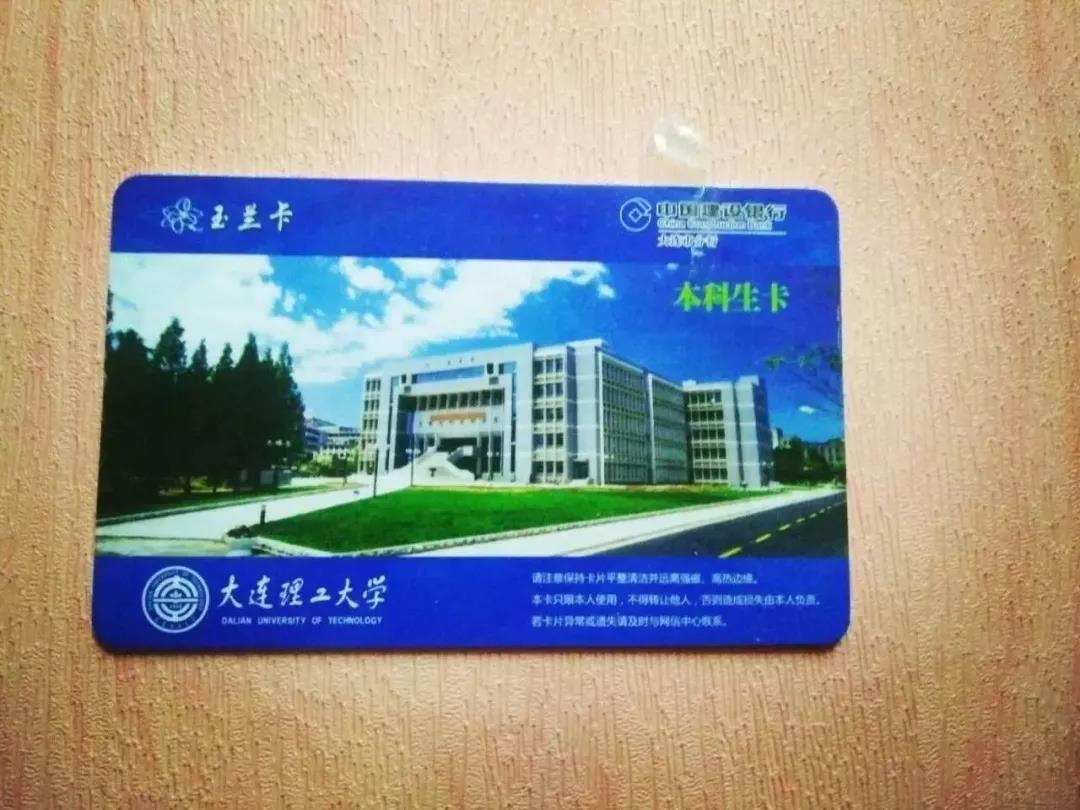 玉兰卡
中国建设银行
China Construction Bank
大连市分行
本科生卡
大连理工大学
DALIAN UNIVERSITY OF TECHNOLOGY
请注意保持卡片平整清洁并远离强磁、高热边缘。
本卡只限本人使用，不得转让他人，否则造成损失由本人负责。
若卡片异常或遗失请及时与网信中心联系。